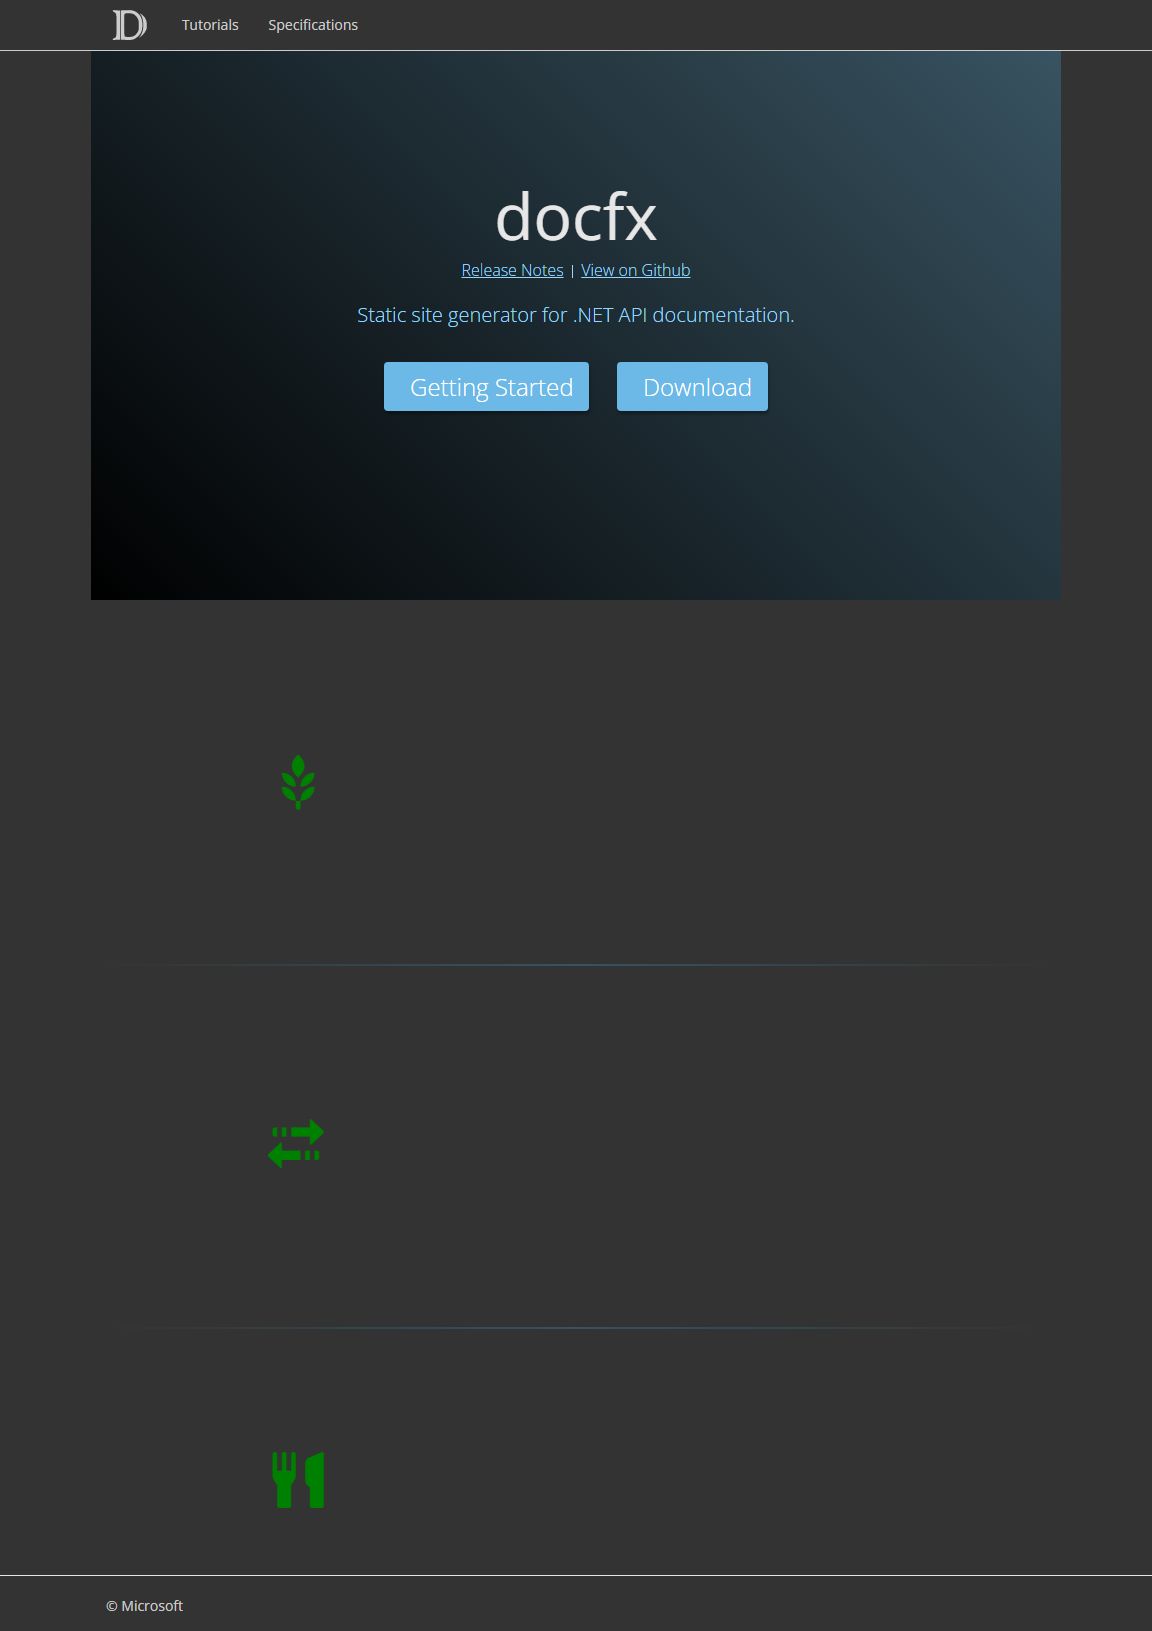 Tutorials Specifications
docfx
Release Notes | View on Github
Static site generator for .NET API documentation.
Getting Started Download
© Microsoft